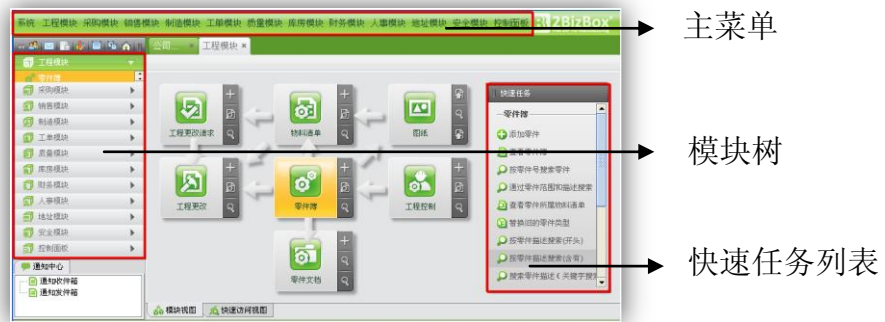 系统 工程模块 采购模块 销售模块 制造模块 工单模块 质量模块 库房模块 财务模块 人事模块 地址模块 安全模块 控制面板
2BizBox
主菜单
公司...
工程模块
工程模块
零件簿
采购模块
销售模块
制造模块
工单模块
质量模块
库房模块
财务模块
人事模块
地址模块
安全模块
控制面板
通知中心
通知收件箱
通知发件箱
工程更改请求
物料清单
图纸
工程更改
零件簿
工程控制
零件文档
模块视图
快速访问视图
快速任务
零件簿
添加零件
查看零件簿
按零件号搜索零件
通过零件范围和描述搜索
查看零件所属物料清单
替换旧的零件类型
按零件描述搜索(开头)
按零件描述搜索(含有)
搜索零件描述(关键字搜
模块树
快速任务列表